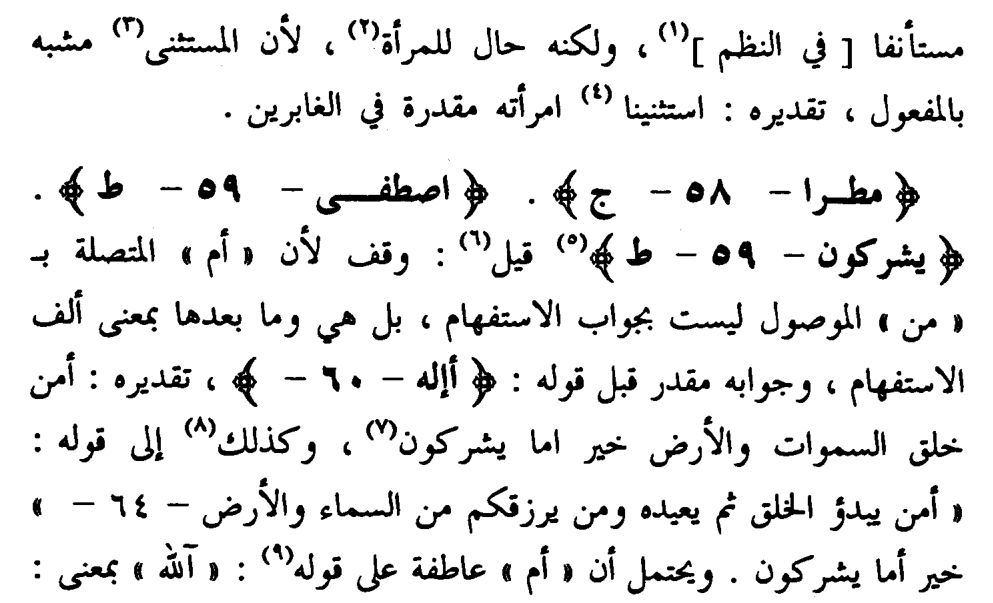 مستأنفا [ في النظم ](١) ، ولكنه حال للمرأة(٢) ، لأن المستثنى(٣) مشبه
بالمفعول ، تقديره : استثنينا (٤) امرأته مقدرة في الغابرين .
﴿ مطـرا – ٥٨ – ج ﴾ . ﴿ اصطفـــى – ٥٩ – ط ﴾ .
﴿ يشركون – ٥٩ – ط ﴾(٥) قيل(٦) : وقف لأن « أم » المتصلة بـ
« من » الموصول ليست بجواب الاستفهام ، بل هي وما بعدها بمعنى ألف
الاستفهام ، وجوابه مقدر قبل قوله : ﴿ أإله – ٦٠ – ﴾ ، تقديره : أمن
خلق السموات والأرض خير اما يشركون(٧) ، وكذلك(٨) إلى قوله :
« أمن يبدؤ الخلق ثم يعيده ومن يرزقكم من السماء والأرض – ٦٤ – »
خير أما يشركون . ويحتمل أن « أم » عاطفة على قوله(٩) : « آلله » بمعنى :